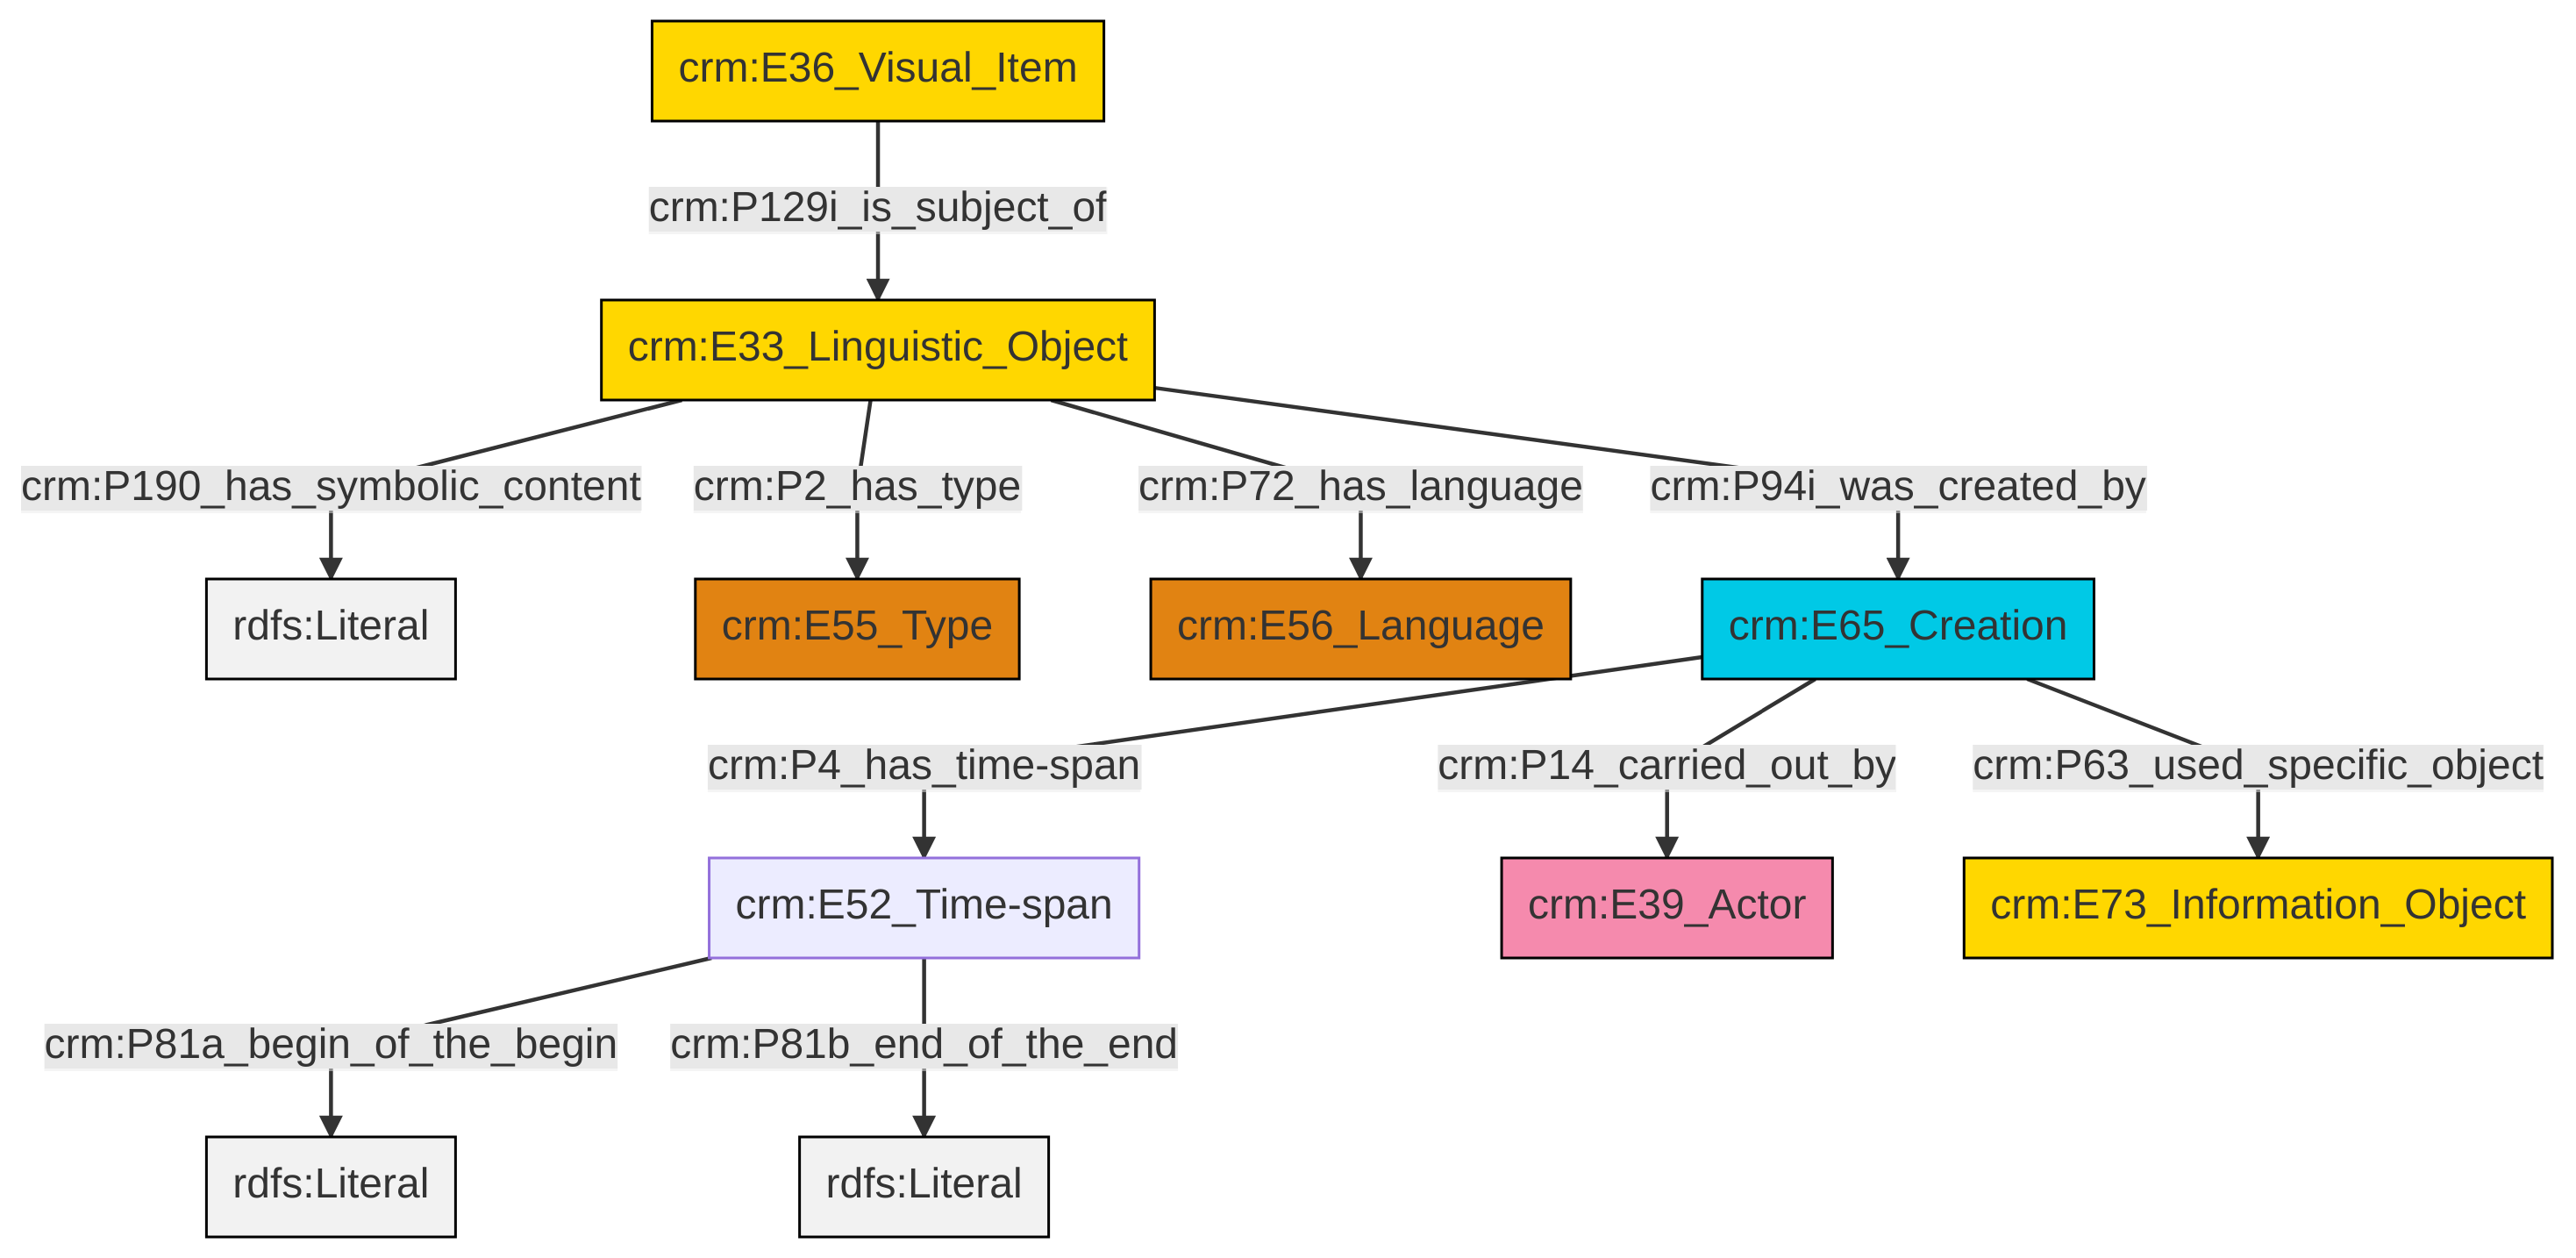 crm:E36_Visual_Item
crm:P129i_is_subject_of
crm:E33_Linguistic_Object
crm:P190_has_symbolic_content
crm:P2_has_type
crm:P72_has_language
crm:P94i_was_created_by
rdfs:Literal
crm:E55_Type
crm:E56_Language
crm:E65_Creation
crm:P4_has_time-span
crm:P14_carried_out_by
crm:P63_used_specific_object
crm:E52_Time-span
crm:E39_Actor
crm:E73_Information_Object
crm:P81a_begin_of_the_begin
crm:P81b_end_of_the_end
rdfs:Literal
rdfs:Literal